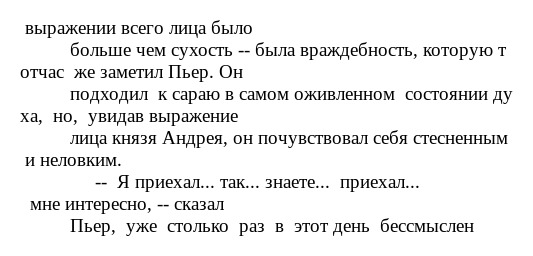 выражении всего лица было
больше чем сухость -- была враждебность, которую т
отчас же заметил Пьер. Он
подходил к сараю в самом оживленном состоянии ду
ха, но, увидав выражение
лица князя Андрея, он почувствовал себя стесненным
и неловким.
-- Я приехал... так... знаете... приехал...
мне интересно, -- сказал
Пьер, уже столько раз в этот день бессмыслен